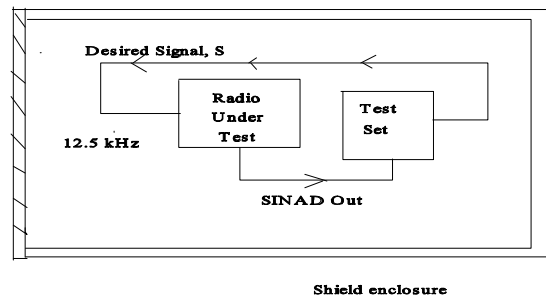 Desired Signal, S
Radio
Under
Test
Test
Set
12.5 kHz
SINAD Out
Shield enclosure